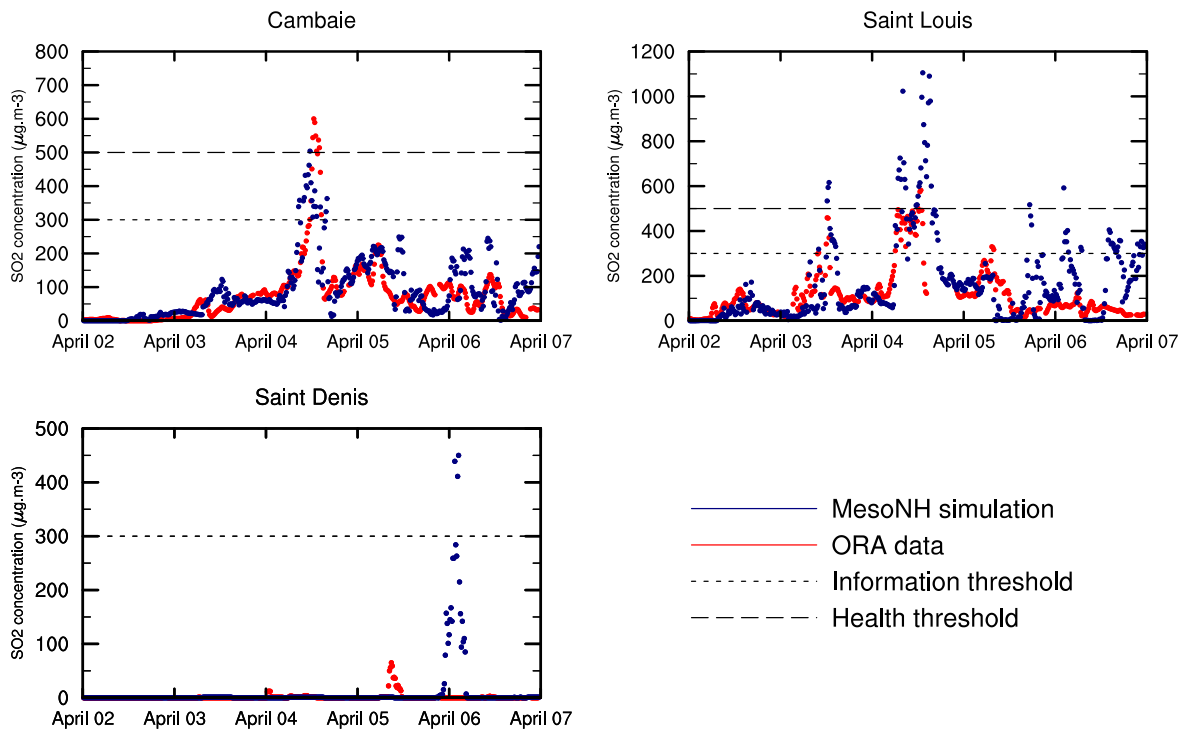 Cambaie
SO2 concentration (μg.m-3)
800
700
600
500
400
300
200
100
0
April 02 April 03 April 04 April 05 April 06 April 07
Saint Louis
SO2 concentration (μg.m-3)
1200
1000
800
600
400
200
0
April 02 April 03 April 04 April 05 April 06 April 07
Saint Denis
SO2 concentration (μg.m-3)
500
400
300
200
100
0
April 02 April 03 April 04 April 05 April 06 April 07
MesoNH simulation
ORA data
Information threshold
Health threshold